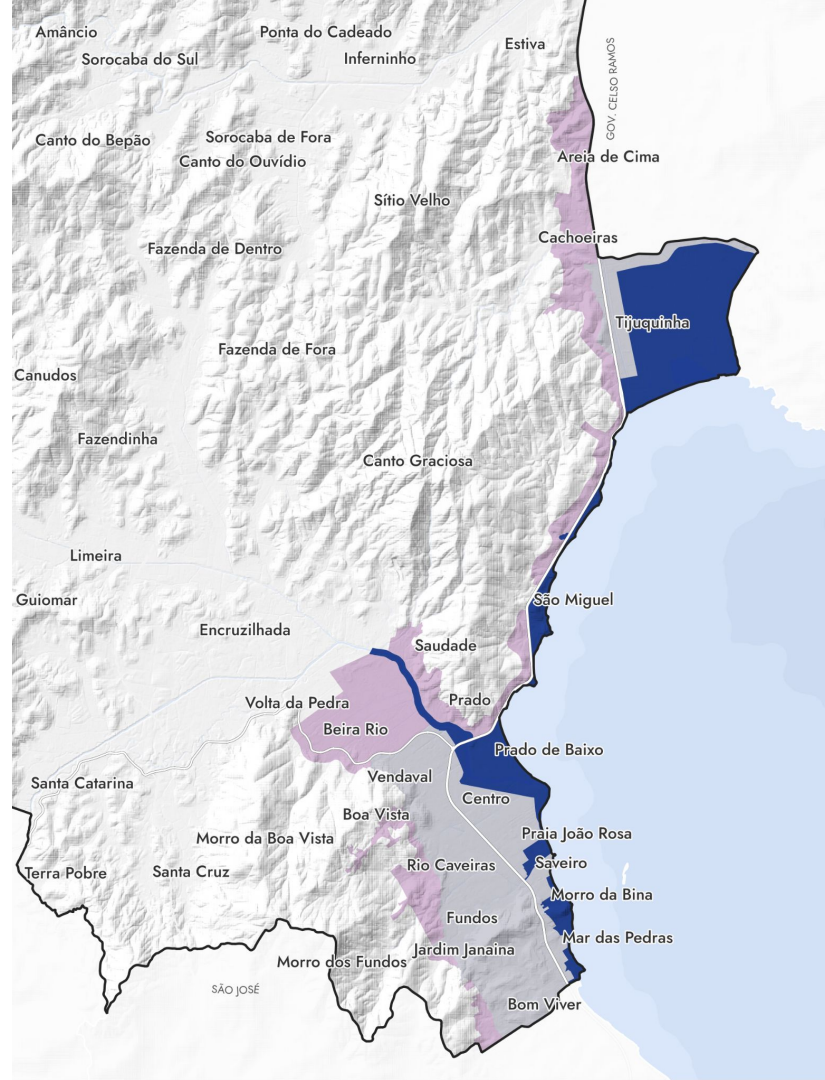 Amâncio
Ponta do Cadeado
Estiva
Sorocaba do Sul
Inferninho
GOV. CELSO RAMOS
Canto do Bepão
Sorocaba de Fora
Canto do Ouvídio
Areia de Cima
Sítio Velho
Cachoeiras
Fazenda de Dentro
Tijuquinha
Fazenda de Fora
Canudos
Fazendinha
Canto Graciosa
Limeira
Guiomar
São Miguel
Encruzilhada
Saudade
Volta da Pedra
Prado
Beira Rio
Prado de Baixo
Vendaval
Santa Catarina
Centro
Boa Vista
Praia João Rosa
Morro da Boa Vista
Saveiro
Rio Caveiras
Terra Pobre
Santa Cruz
Morro da Bina
Fundos
Mar das Pedras
Jardim Janaina
Morro dos Fundos
SÃO JOSÉ
Bom Viver